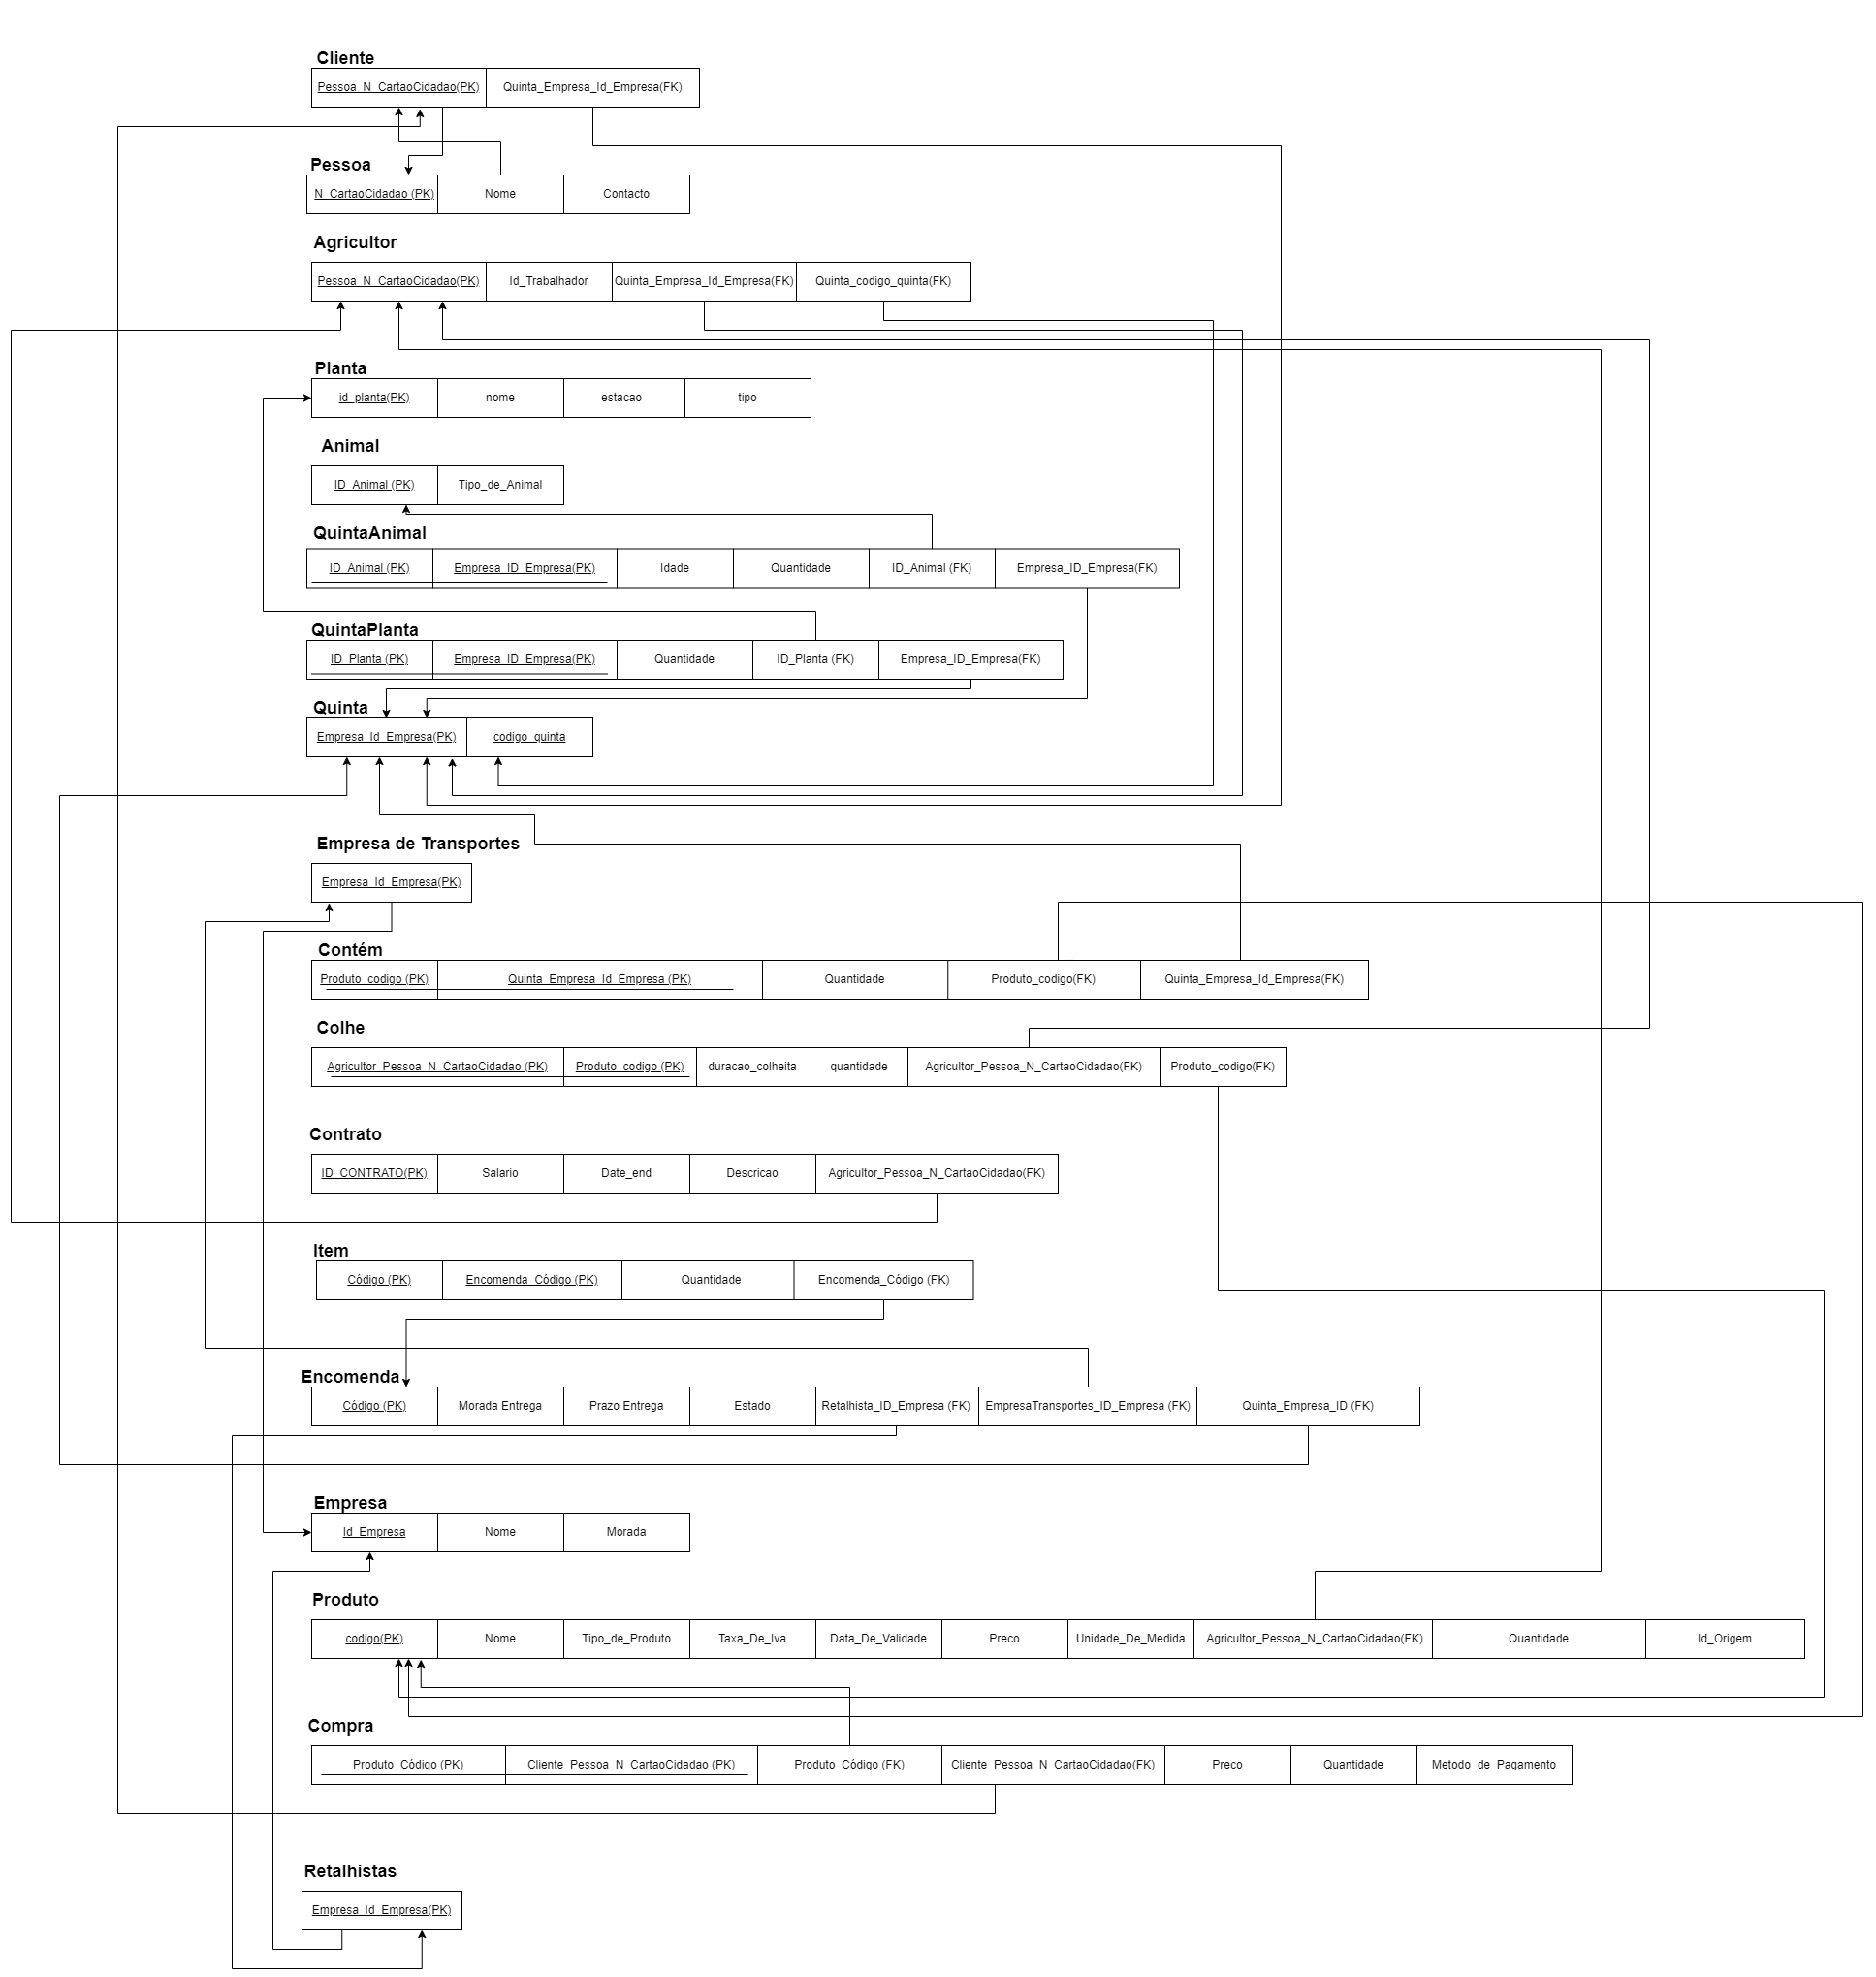 Cliente
Pessoa_N_CartaoCidadao(PK) Quinta_Empresa_Id_Empresa(FK)
Pessoa
N_CartaoCidadao (PK) Nome Contacto
Agricultor
Pessoa_N_CartaoCidadao(PK) Id_Trabalhador Quinta_Empresa_Id_Empresa(FK) Quinta_codigo_quinta(FK)
Planta
id_planta(PK) nome estacao tipo
Animal
ID_Animal (PK) Tipo_de_Animal
QuintaAnimal
ID_Animal (PK) Empresa_ID_Empresa(PK) Idade Quantidade ID_Animal (FK) Empresa_ID_Empresa(FK)
QuintaPlanta
ID_Planta (PK) Empresa_ID_Empresa(PK) Quantidade ID_Planta (FK) Empresa_ID_Empresa(FK)
Quinta
Empresa_Id_Empresa(PK) codigo_quinta
Empresa de Transportes
Empresa_Id_Empresa(PK)
Contém
Produto_codigo (PK) Quinta_Empresa_Id_Empresa (PK) Quantidade Produto_codigo(FK) Quinta_Empresa_Id_Empresa(FK)
Colhe
Agricultor_Pessoa_N_CartaoCidadao (PK) Produto_codigo (PK) duracao_colheita quantidade Agricultor_Pessoa_N_CartaoCidadao(FK) Produto_codigo(FK)
Contrato
ID_CONTRATO(PK) Salario Date_end Descricao Agricultor_Pessoa_N_CartaoCidadao(FK)
Item
Código (PK) Encomenda_Código (PK) Quantidade Encomenda_Código (FK)
Encomenda
Código (PK) Morada Entrega Prazo Entrega Estado Retalhista_ID_Empresa (FK) EmpresaTransportes_ID_Empresa (FK) Quinta_Empresa_ID (FK)
Empresa
Id_Empresa Nome Morada
Produto
codigo(PK) Nome Tipo_de_Produto Taxa_De_Iva Data_De_Validade Preco Unidade_De_Medida Agricultor_Pessoa_N_CartaoCidadao(FK) Quantidade Id_Origem
Compra
Produto_Código (PK) Cliente_Pessoa_N_CartaoCidadao (PK) Produto_Código (FK) Cliente_Pessoa_N_CartaoCidadao(FK) Preco Quantidade Metodo_de_Pagamento
Retalhistas
Empresa_Id_Empresa(PK)